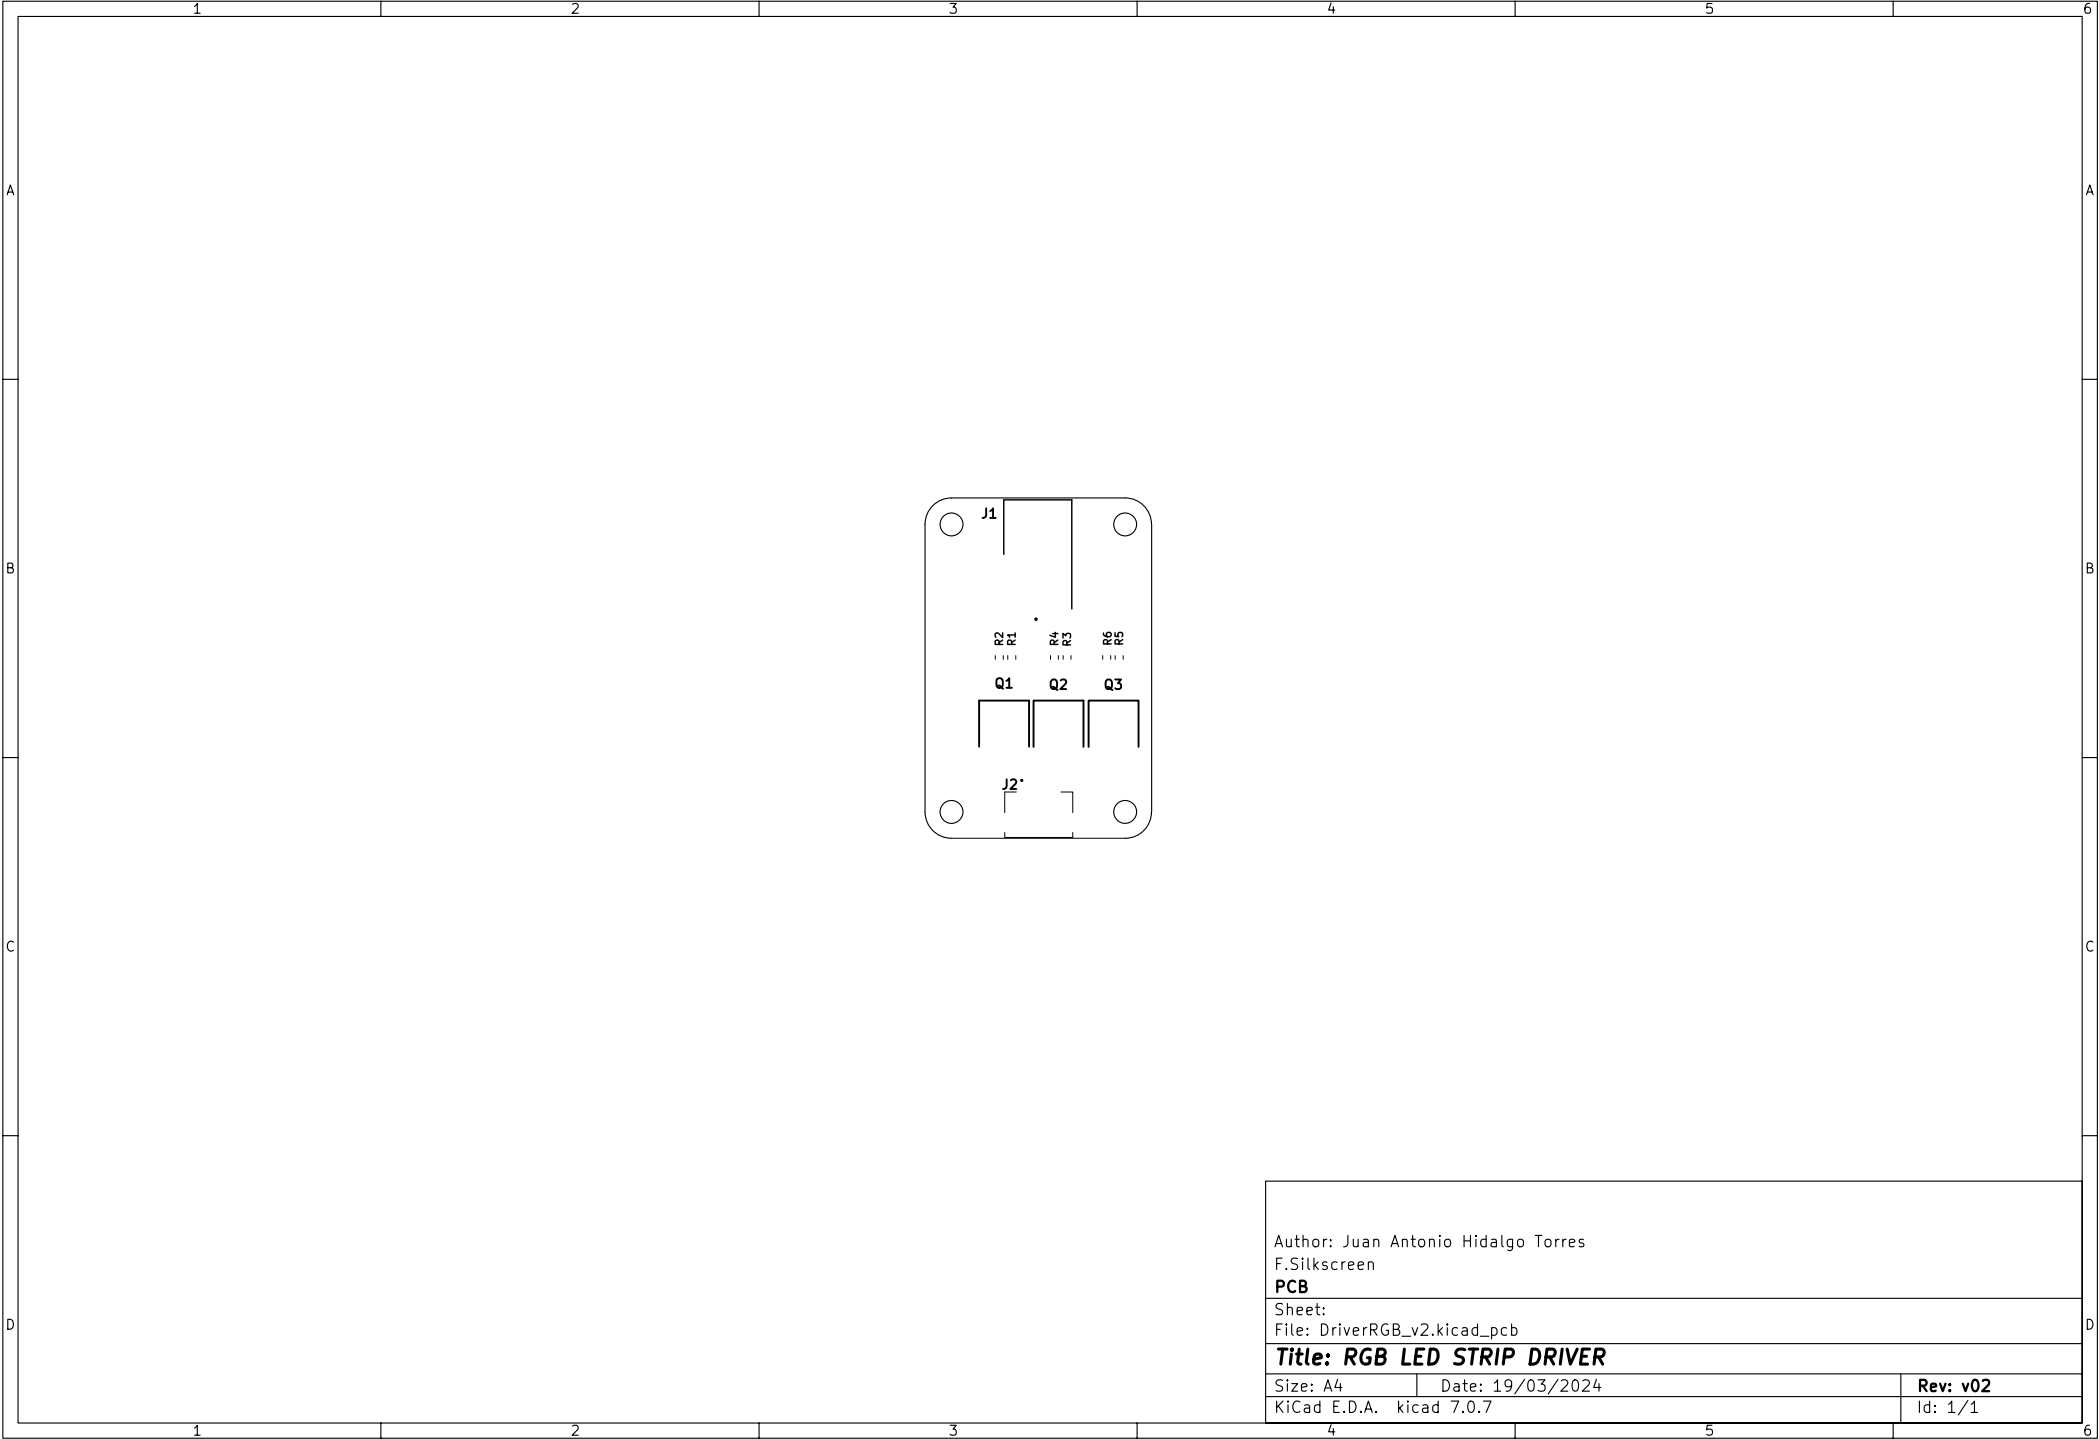 1 2 3 4 5 6
A A
J1
B B
R2 R1 R4 R3 R6 R5
Q1 Q2 Q3
J2
C C
Author: Juan Antonio Hidalgo Torres
F.Silkscreen
PCB
Sheet:
D D
File: DriverRGB_v2.kicad_pcb
Title: RGB LED STRIP DRIVER
Size: A4 Date: 19/03/2024 Rev: v02
KiCad E.D.A. kicad 7.0.7 Id: 1/1
1 2 3 4 5 6